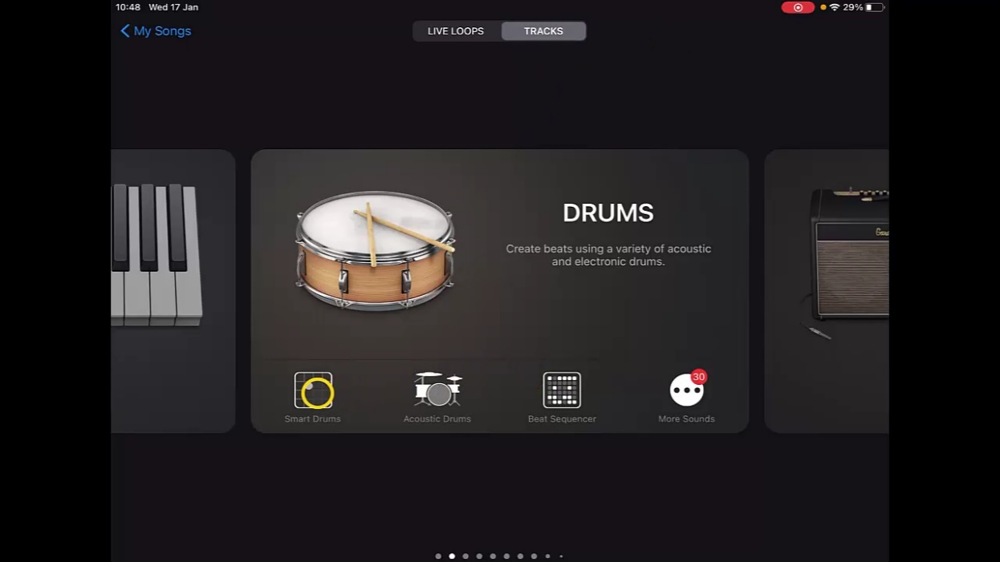 10:48 Wed 17 Jan
29%
My Songs
LIVE LOOPS
TRACKS
DRUMS
Create beats using a variety of acoustic
and electronic drums.
30
Smart Drums
Acoustic Drums
Beat Sequencer
More Sounds